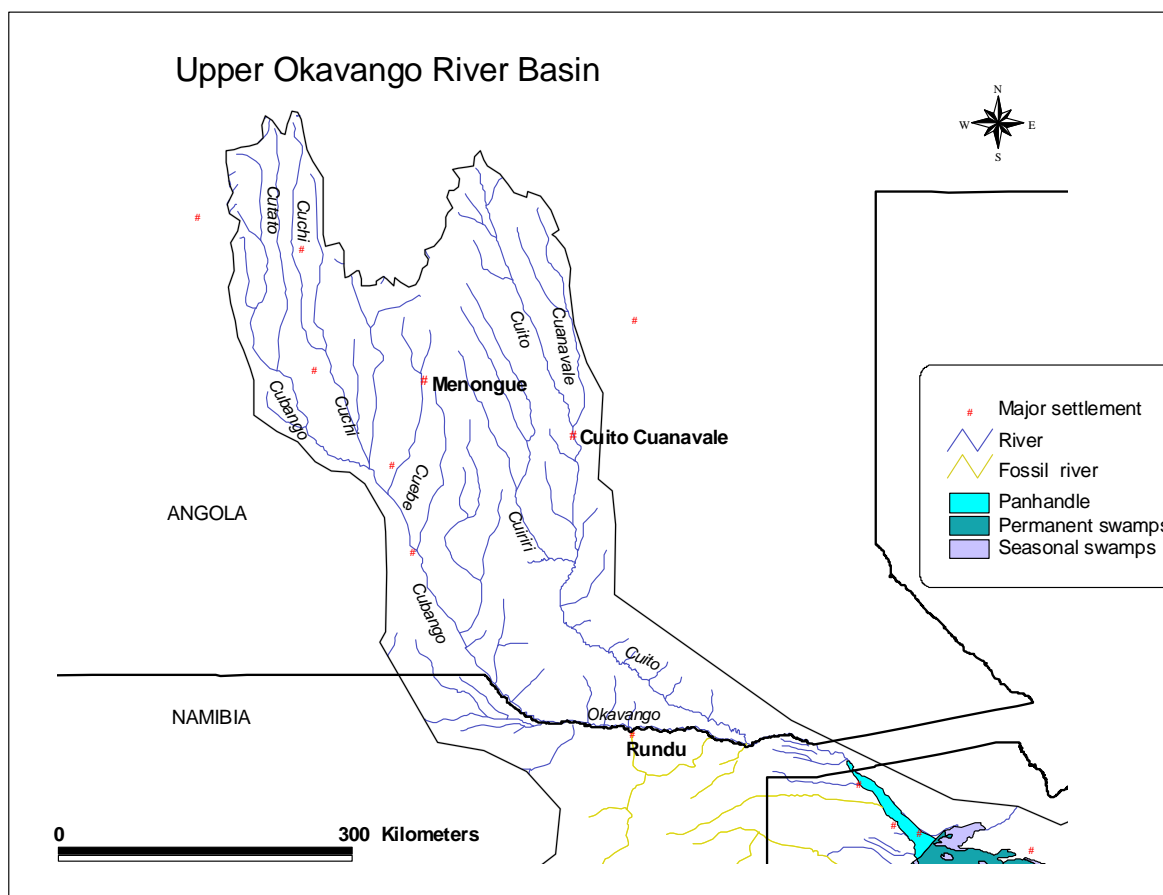 Upper Okavango River Basin
N
W E
S
Cutato
Cuchi
Cuito
Cuanavale
Menongue
Cubango
Cuchi
Cuito Cuanavale
Cuebe
Cuiriri
ANGOLA
Cubango
Cuito
NAMIBIA
Okavango
Rundu
0 300 Kilometers
# Major settlement
River
Fossil river
Panhandle
Permanent swamps
Seasonal swamps